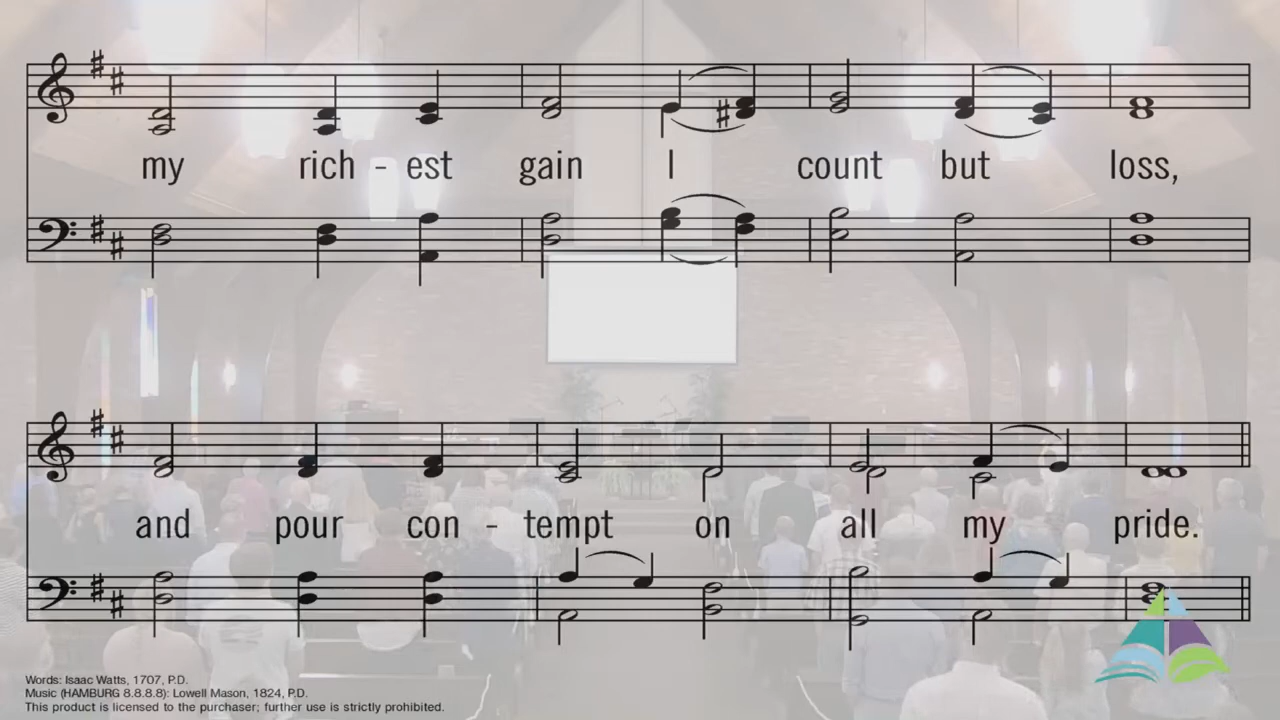 my rich - est gain I count but loss,
and pour con - tempt on all my pride.
Words: Isaac Watts, 1707, P.D.
Music (HAMBURG 8.8.8.8): Lowell Mason, 1824, P.D.
This product is licensed to the purchaser; further use is strictly prohibited.